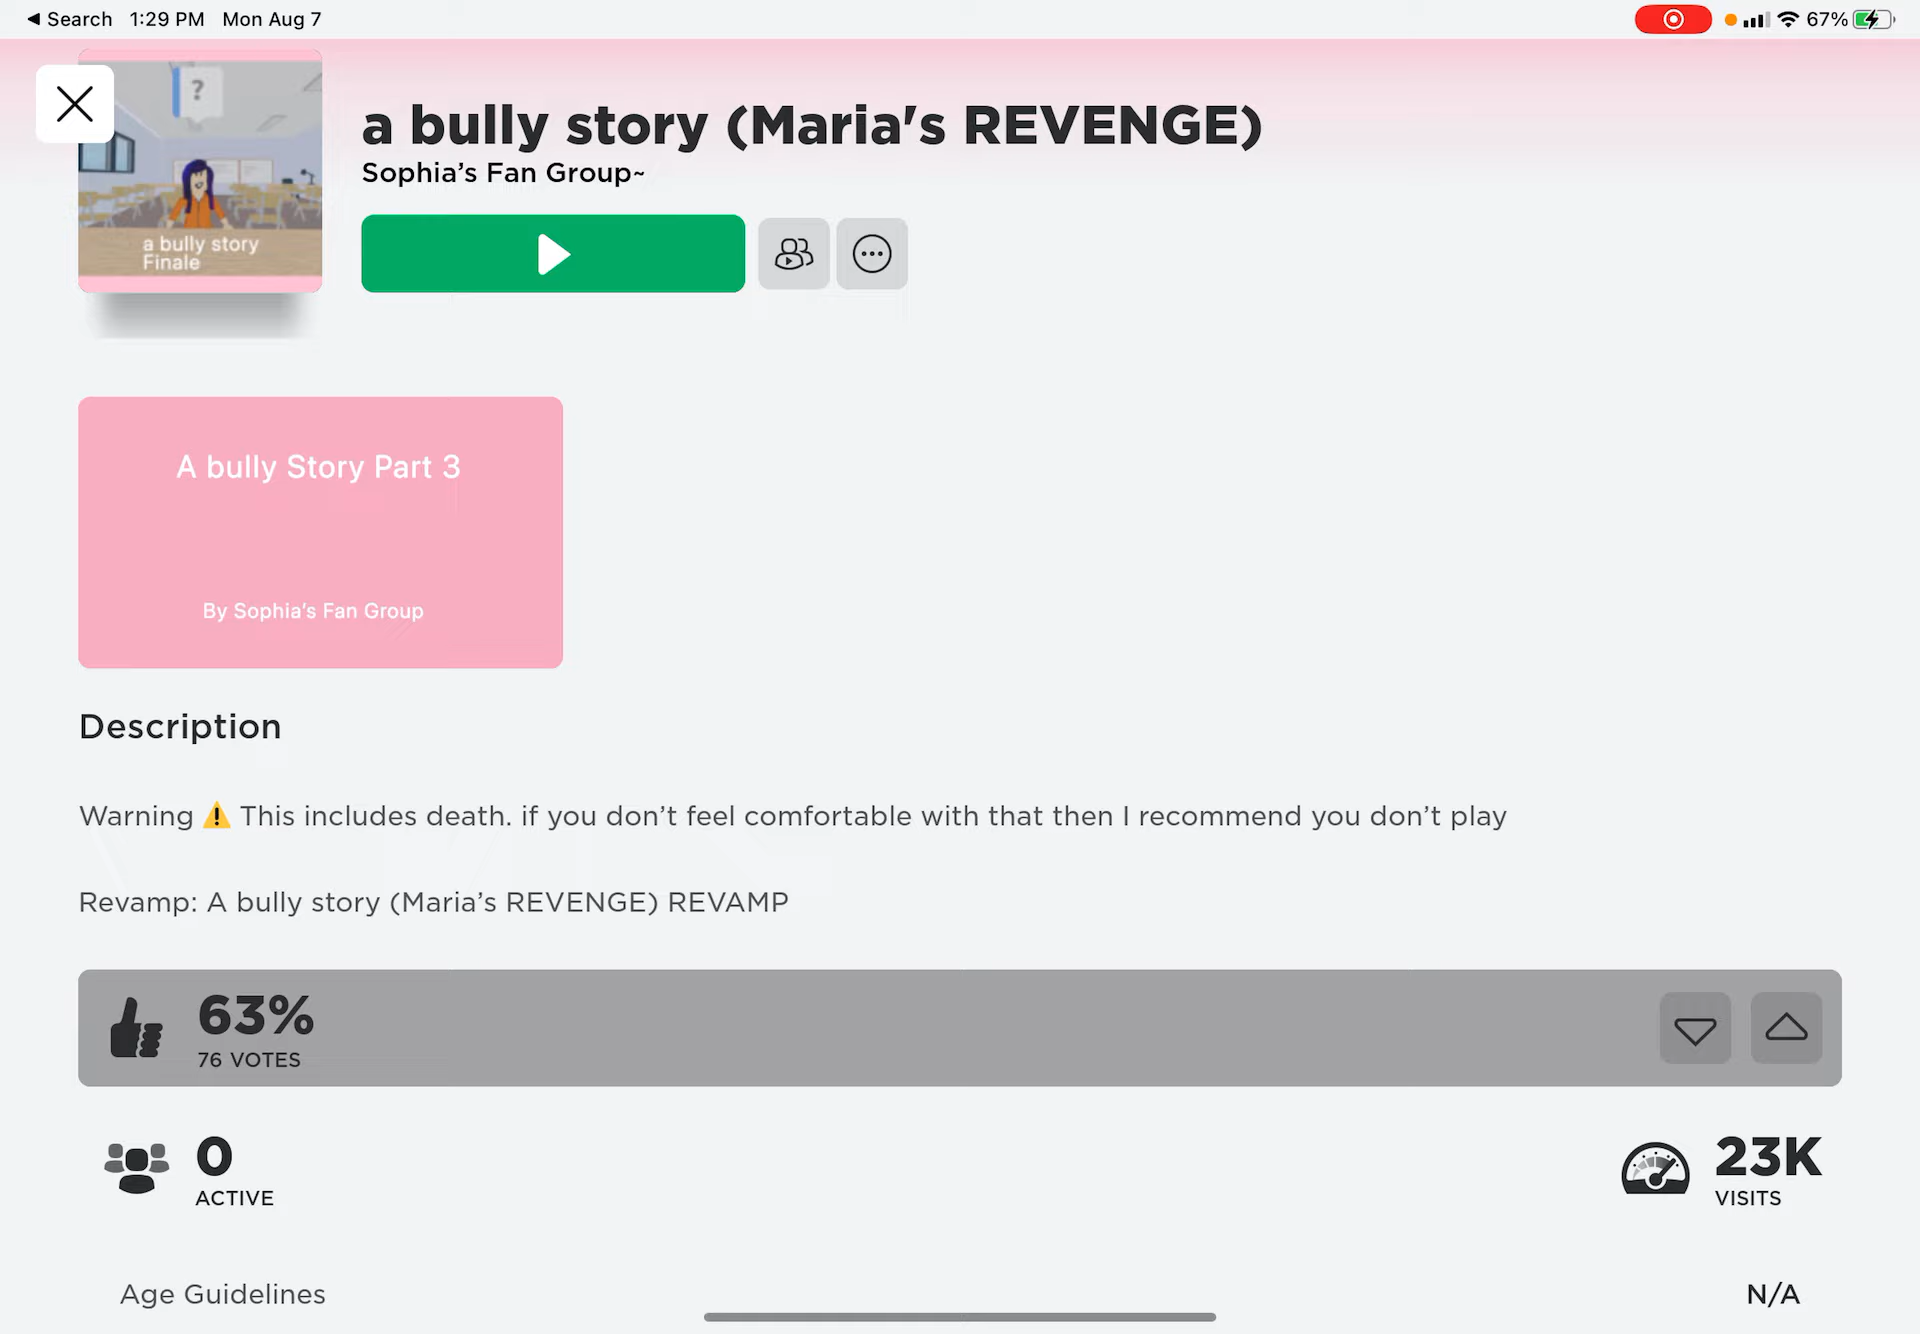 ◀ Search 1:29 PM Mon Aug 7
67%
?
a bully story
Finale
a bully story (Maria's REVENGE)
Sophia’s Fan Group~
A bully Story Part 3
By Sophia's Fan Group
Description
Warning ⚠️ This includes death. if you don’t feel comfortable with that then I recommend you don’t play
Revamp: A bully story (Maria’s REVENGE) REVAMP
63%
76 VOTES
0
ACTIVE
23K
VISITS
Age Guidelines
N/A